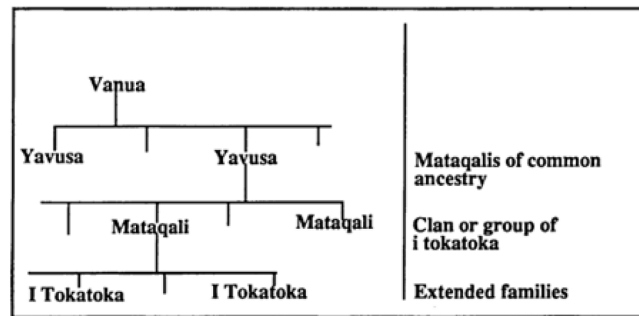 Vanua
Yavusa Yavusa Mataqalis of common
ancestry
Mataqali Mataqali Clan or group of
i tokatoka
I Tokatoka I Tokatoka Extended families